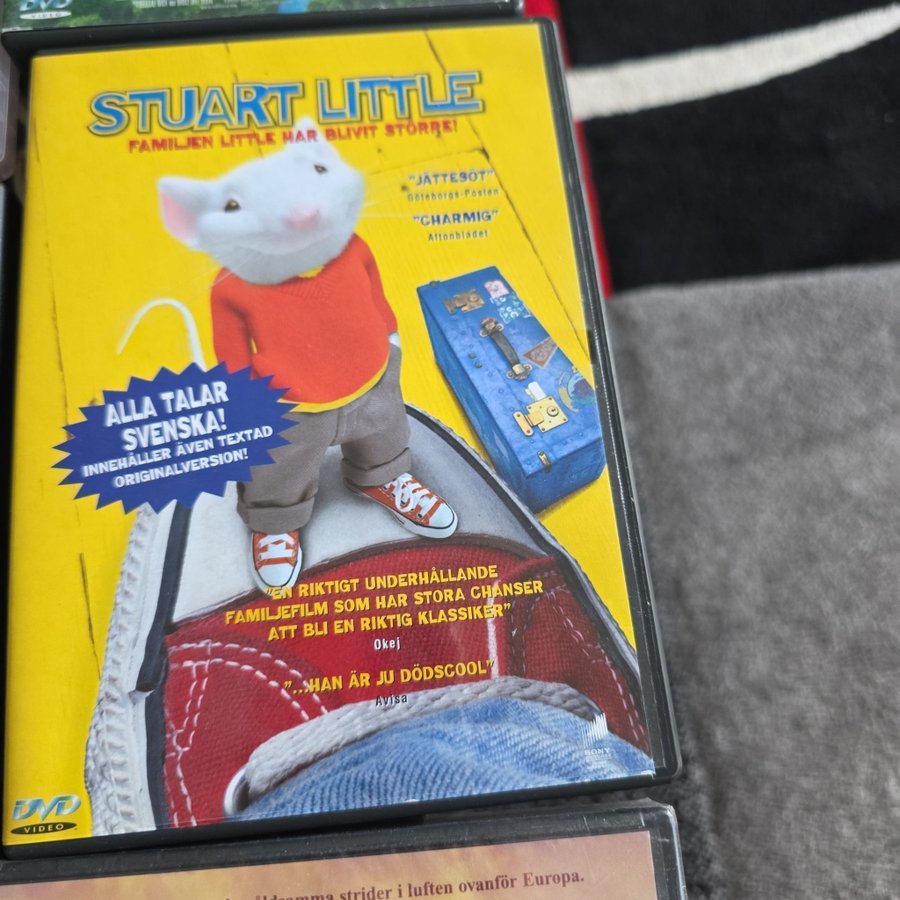 DVD
VIDEO
STUART LITTLE
FAMILJEN LITTLE HAR BLIVIT STÖRRE!
"JÄTTESÖT"
Göteborgs-Posten
"CHARMIG"
Aftonbladet
ALLA TALAR
SVENSKA!
INNEHÅLLER ÄVEN TEXTAD
ORIGINALVERSION!
"EN RIKTIGT UNDERHÅLLANDE
FAMILJEFILM SOM HAR STORA CHANSER
ATT BLI EN RIKTIG KLASSIKER"
Okej
"...HAN ÄR JU DÖDSCOOL"
Avisa
SONY
DVD
VIDEO
strider i luften ovanför Europa.